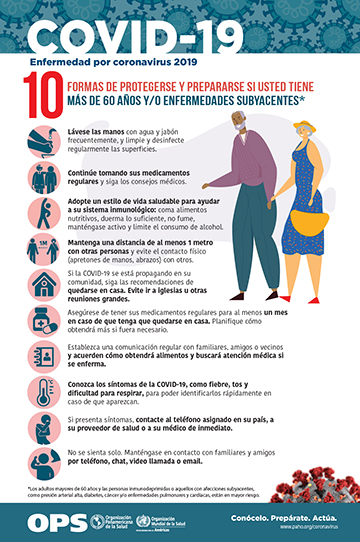 COVID-19
Enfermedad por coronavirus 2019
10 FORMAS DE PROTEGERSE Y PREPARARSE SI USTED TIENE
MÁS DE 60 AÑOS Y/O ENFERMEDADES SUBYACENTES*
Lávese las manos con agua y jabón
frecuentemente, y limpie y desinfecte
regularmente las superficies.
Continúe tomando sus medicamentos
regulares y siga los consejos médicos.
Adopte un estilo de vida saludable para ayudar
a su sistema inmunológico: coma alimentos
nutritivos, duerma lo suficiente, no fume,
manténgase activo y limite el consumo de alcohol.
1M
Mantenga una distancia de al menos 1 metro
con otras personas y evite el contacto físico
(apretones de manos, abrazos) con otros.
Si la COVID-19 se está propagando en su
comunidad, siga las recomendaciones de
quedarse en casa. Evite ir a iglesias u otras
reuniones grandes.
Asegúrese de tener sus medicamentos regulares para al menos un mes
en caso de que tenga que quedarse en casa. Planifique cómo
obtendrá más si fuera necesario.
Establezca una comunicación regular con familiares, amigos o vecinos
y acuerden cómo obtendrá alimentos y buscará atención médica si
se enferma.
Conozca los síntomas de la COVID-19, como fiebre, tos y
dificultad para respirar, para poder identificarlos rápidamente en
caso de que aparezcan.
Si presenta síntomas, contacte al teléfono asignado en su país, a
su proveedor de salud o a su médico de inmediato.
No se sienta solo. Manténgase en contacto con familiares y amigos
por teléfono, chat, video llamada o email.
*Los adultos mayores de 60 años y las personas inmunodeprimidas o aquellos con afecciones subyacentes,
como presión arterial alta, diabetes, cáncer y/o enfermedades pulmonares y cardíacas, están en mayor riesgo.
OPS
Organización
Panamericana
de la Salud
Organización
Mundial de la Salud
Américas
Conócelo. Prepárate. Actúa.
www.paho.org/coronavirus